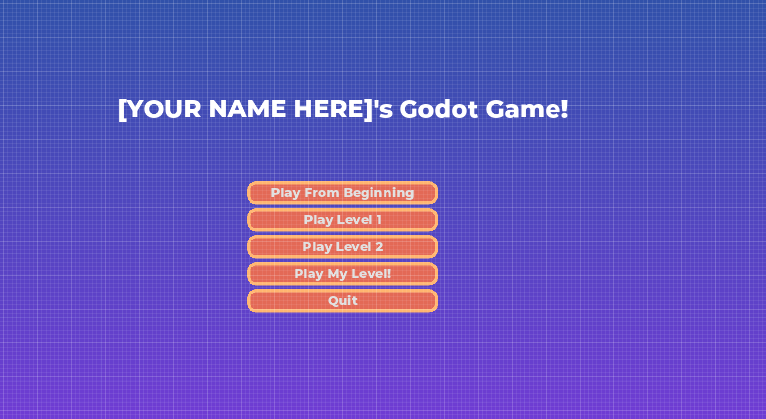 [YOUR NAME HERE]'s Godot Game!
Play From Beginning
Play Level 1
Play Level 2
Play My Level!
Quit